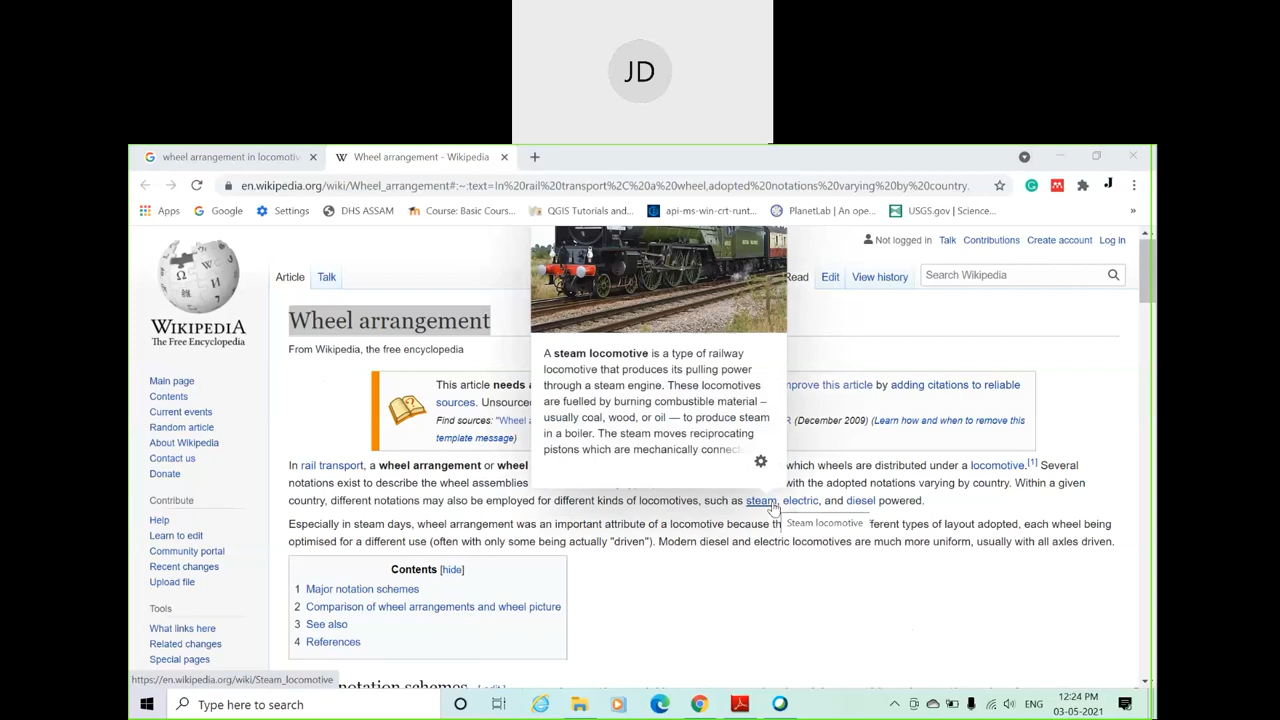 JD
wheel arrangement in locomotiv
Wheel arrangement - Wikipedia
en.wikipedia.org/wiki/Wheel_arrangement#:~:text=In%20rail%20transport%2C%20a%20wheel,adopted%20notations%20varying%20by%20country.
Apps Google Settings DHS ASSAM Course: Basic Cours... QGIS Tutorials and... api-ms-win-crt-runt... PlanetLab | An ope... USGS.gov | Science... »
Not logged in Talk Contributions Create account Log in
Article Talk Read Edit View history Search Wikipedia
WIKIPEDIA
The Free Encyclopedia
Main page
Contents
Current events
Random article
About Wikipedia
Contact us
Donate
Contribute
Help
Learn to edit
Community portal
Recent changes
Upload file
Tools
What links here
Related changes
Special pages
Wheel arrangement
From Wikipedia, the free encyclopedia
This article needs a
improve this article by adding citations to reliable
sources. Unsourced
Find sources: "Wheel
R (December 2009) (Learn how and when to remove this
template message)
A steam locomotive is a type of railway
locomotive that produces its pulling power
through a steam engine. These locomotives
are fuelled by burning combustible material –
usually coal, wood, or oil — to produce steam
in a boiler. The steam moves reciprocating
pistons which are mechanically connec
In rail transport, a wheel arrangement or wheel
which wheels are distributed under a locomotive.[1] Several
notations exist to describe the wheel assemblies
with the adopted notations varying by country. Within a given
country, different notations may also be employed for different kinds of locomotives, such as steam, electric, and diesel powered.
Steam locomotive
Especially in steam days, wheel arrangement was an important attribute of a locomotive because th
ferent types of layout adopted, each wheel being
optimised for a different use (often with only some being actually "driven"). Modern diesel and electric locomotives are much more uniform, usually with all axles driven.
Contents [hide]
1 Major notation schemes
2 Comparison of wheel arrangements and wheel picture
3 See also
4 References
notation schemes [edit]
https://en.wikipedia.org/wiki/Steam_locomotive
Type here to search
ENG
12:24 PM
03-05-2021